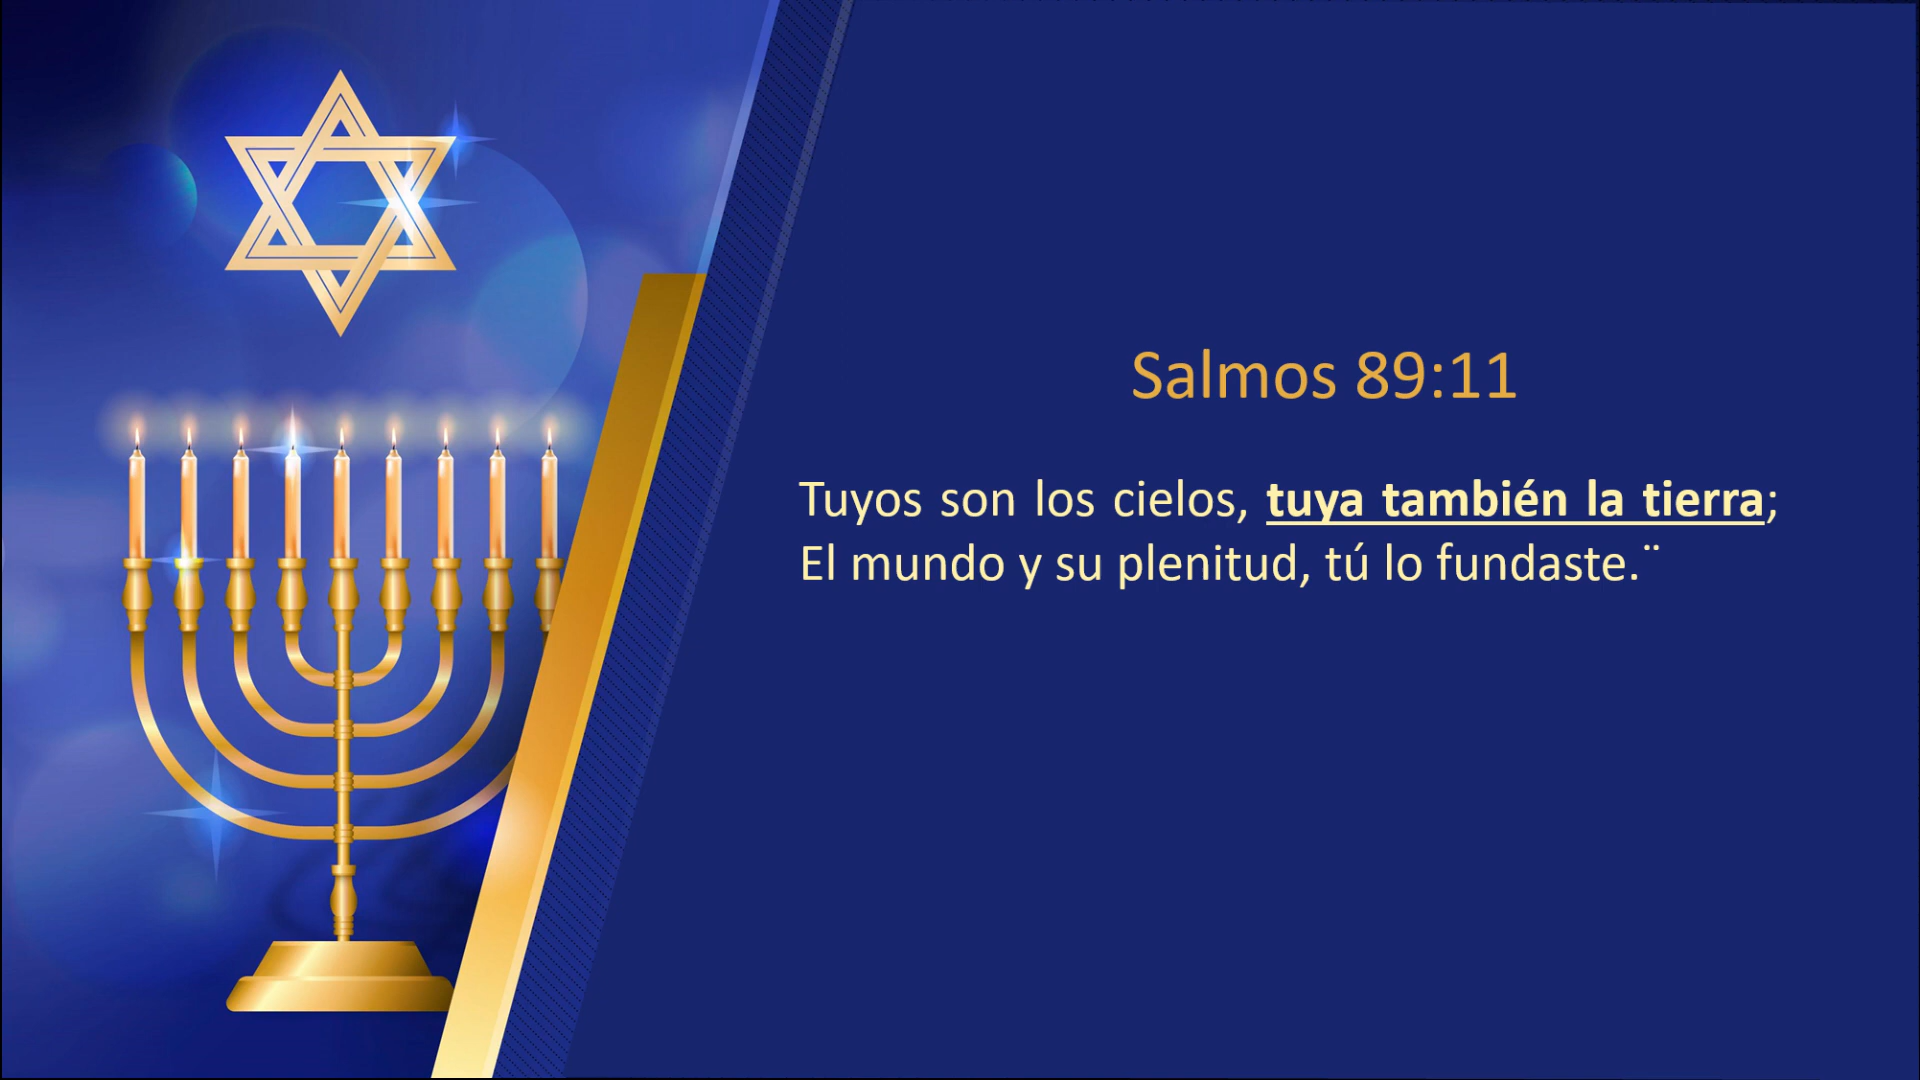 Salmos 89:11
Tuyos son los cielos, tuya también la tierra;
El mundo y su plenitud, tú lo fundaste.¨